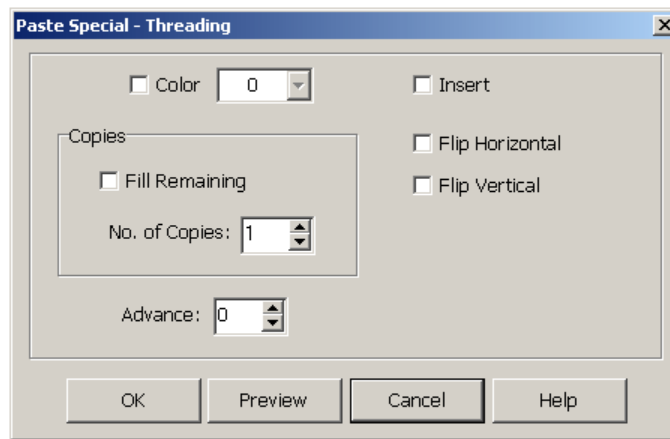 Paste Special - Threading
Color 0
Insert
Copies
Flip Horizontal
Fill Remaining
Flip Vertical
No. of Copies: 1
Advance: 0
OK Preview Cancel Help